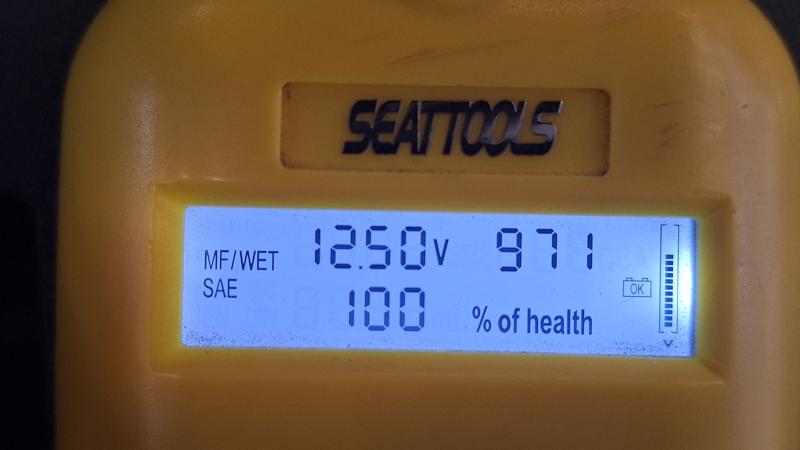 SEATTOOLS
MF/WET 12.50V 971
SAE OK
100 % of health